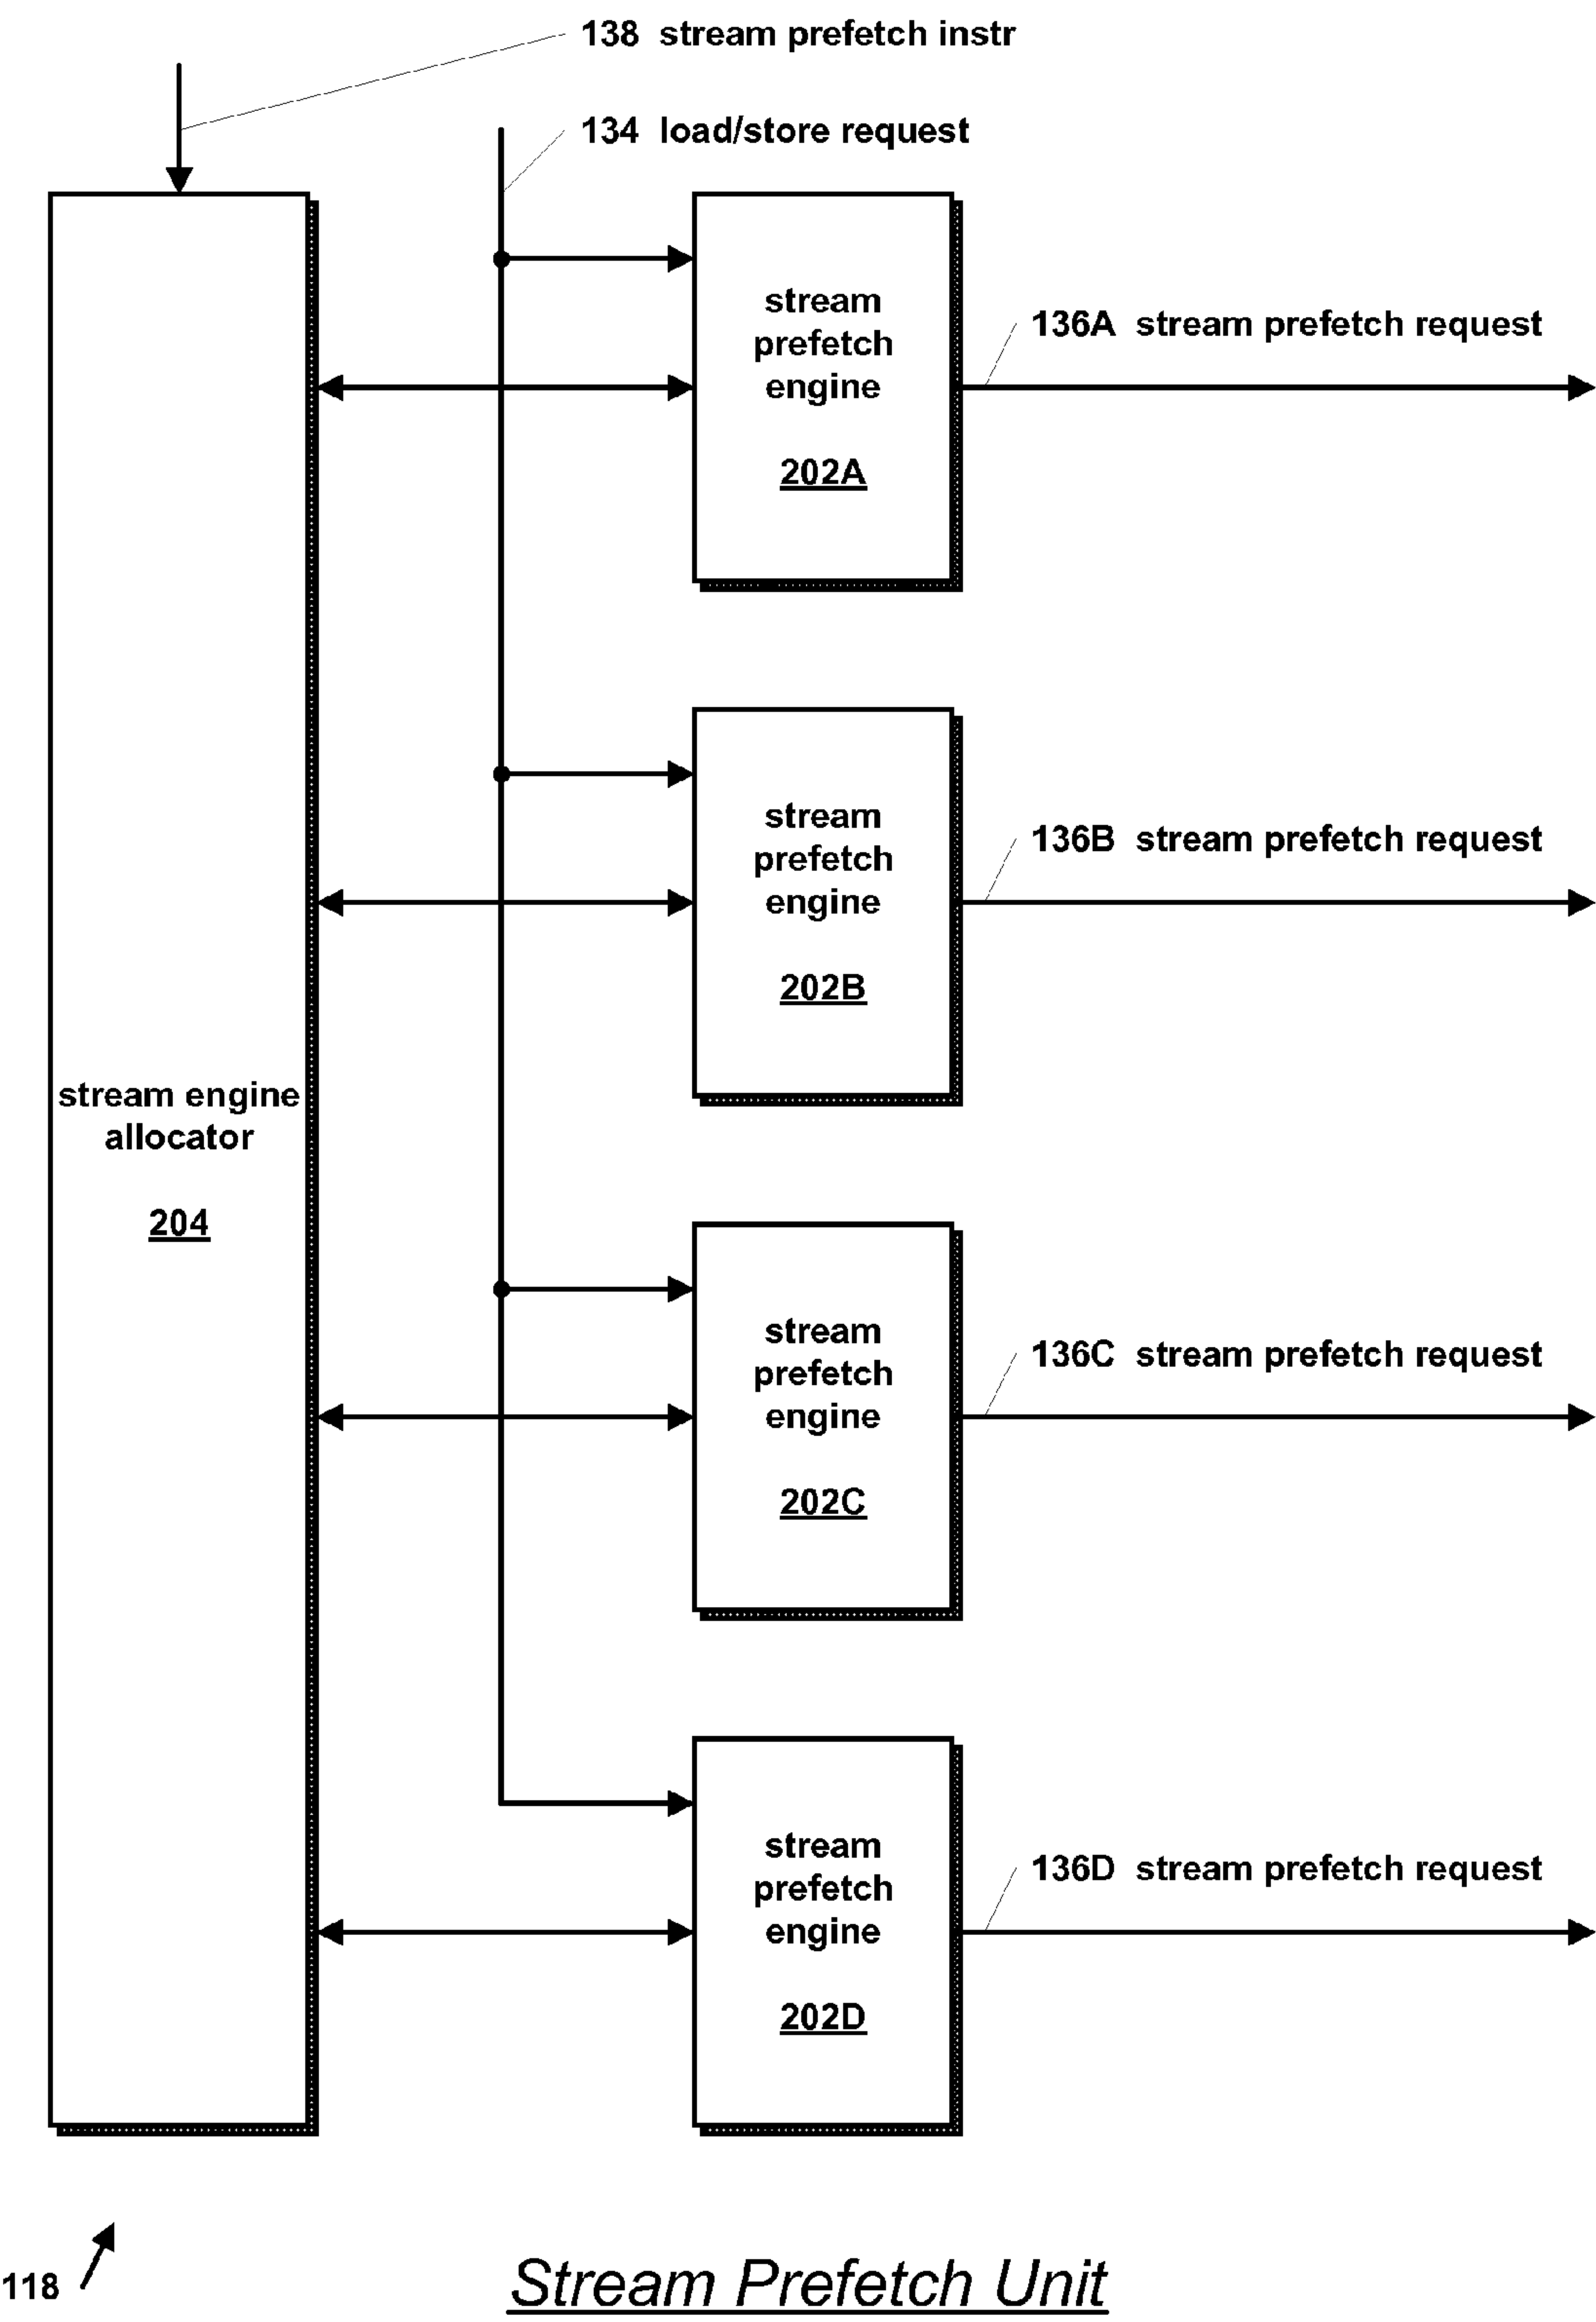 138 stream prefetch instr
134 load/store request
stream
prefetch
engine
202A
136A stream prefetch request
stream
prefetch
engine
202B
136B stream prefetch request
stream engine
allocator
204
stream
prefetch
engine
202C
136C stream prefetch request
stream
prefetch
engine
202D
136D stream prefetch request
118
Stream Prefetch Unit